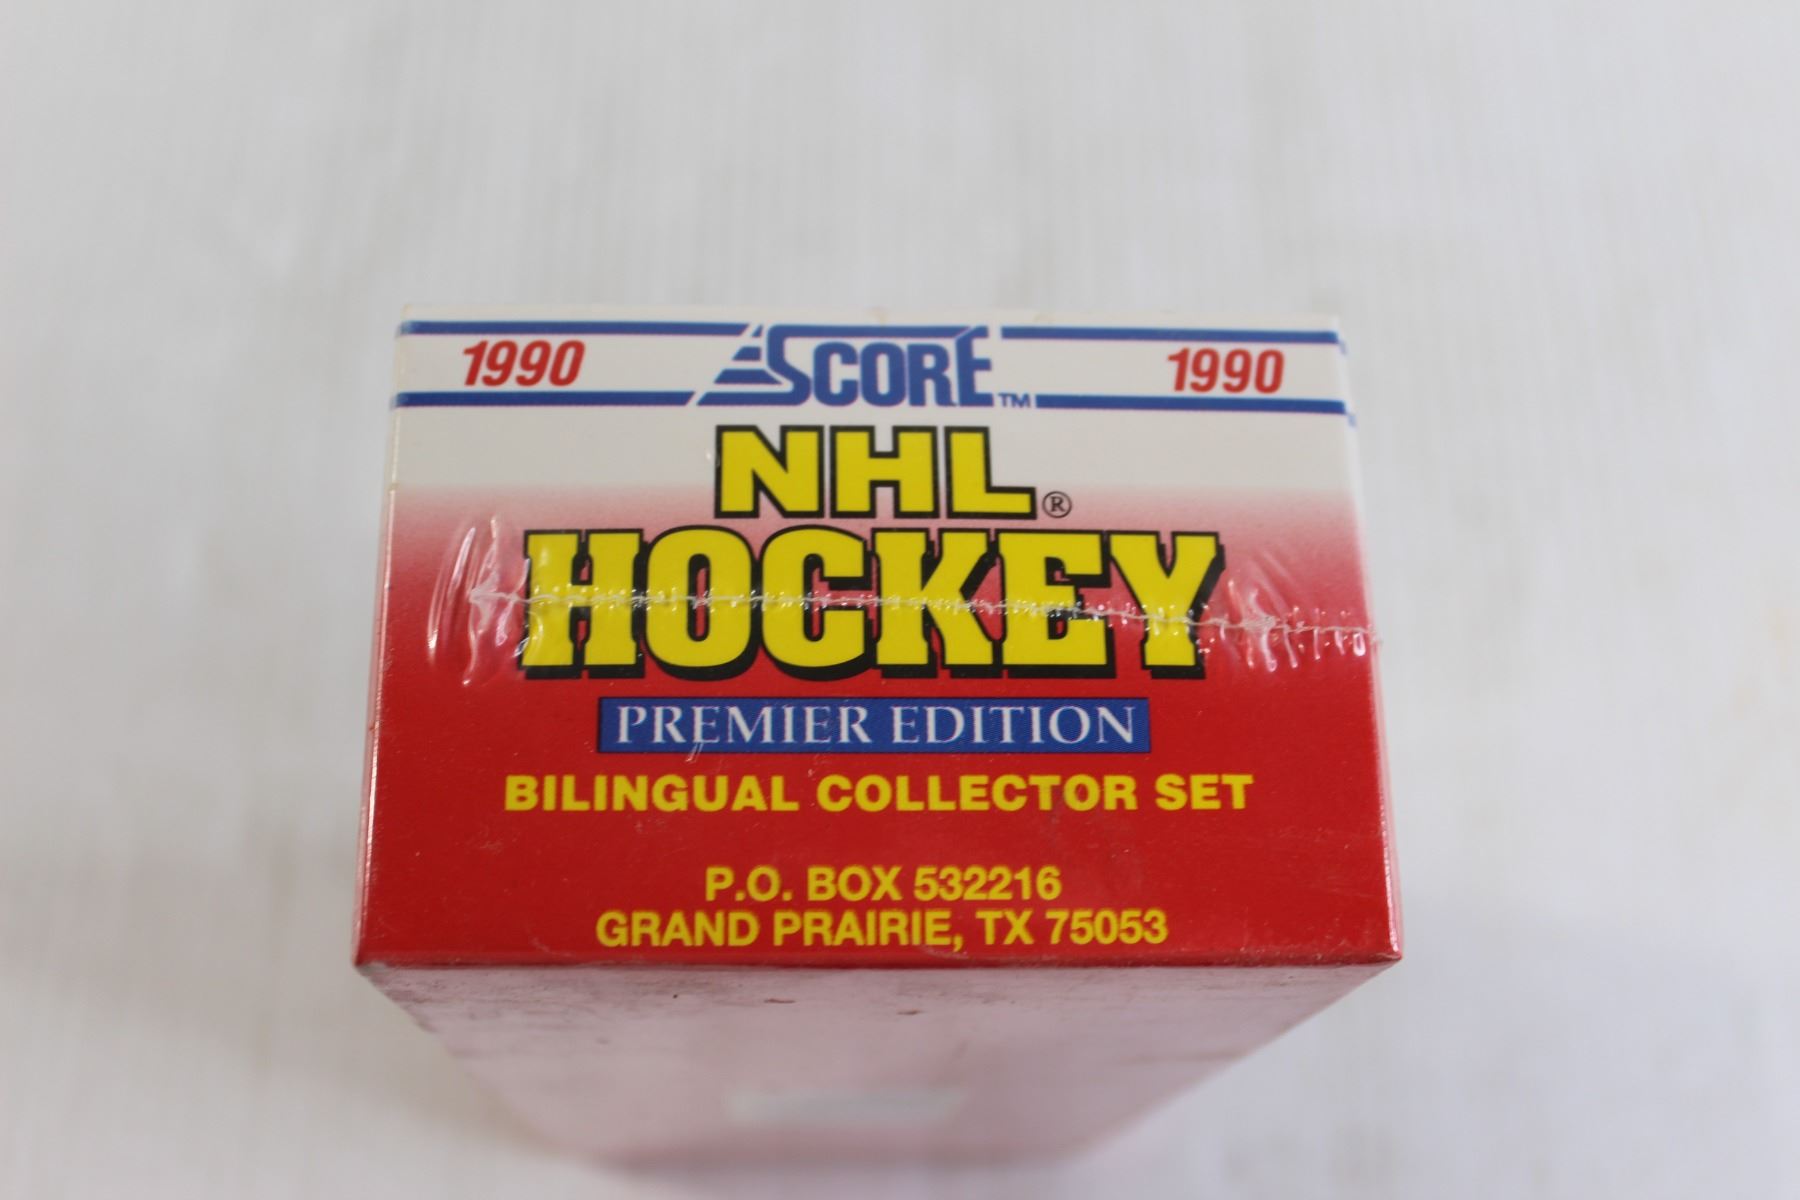 1990 SCORE™ 1990
NHL®
HOCKEY
PREMIER EDITION
BILINGUAL COLLECTOR SET
P.O. BOX 532216
GRAND PRAIRIE, TX 75053